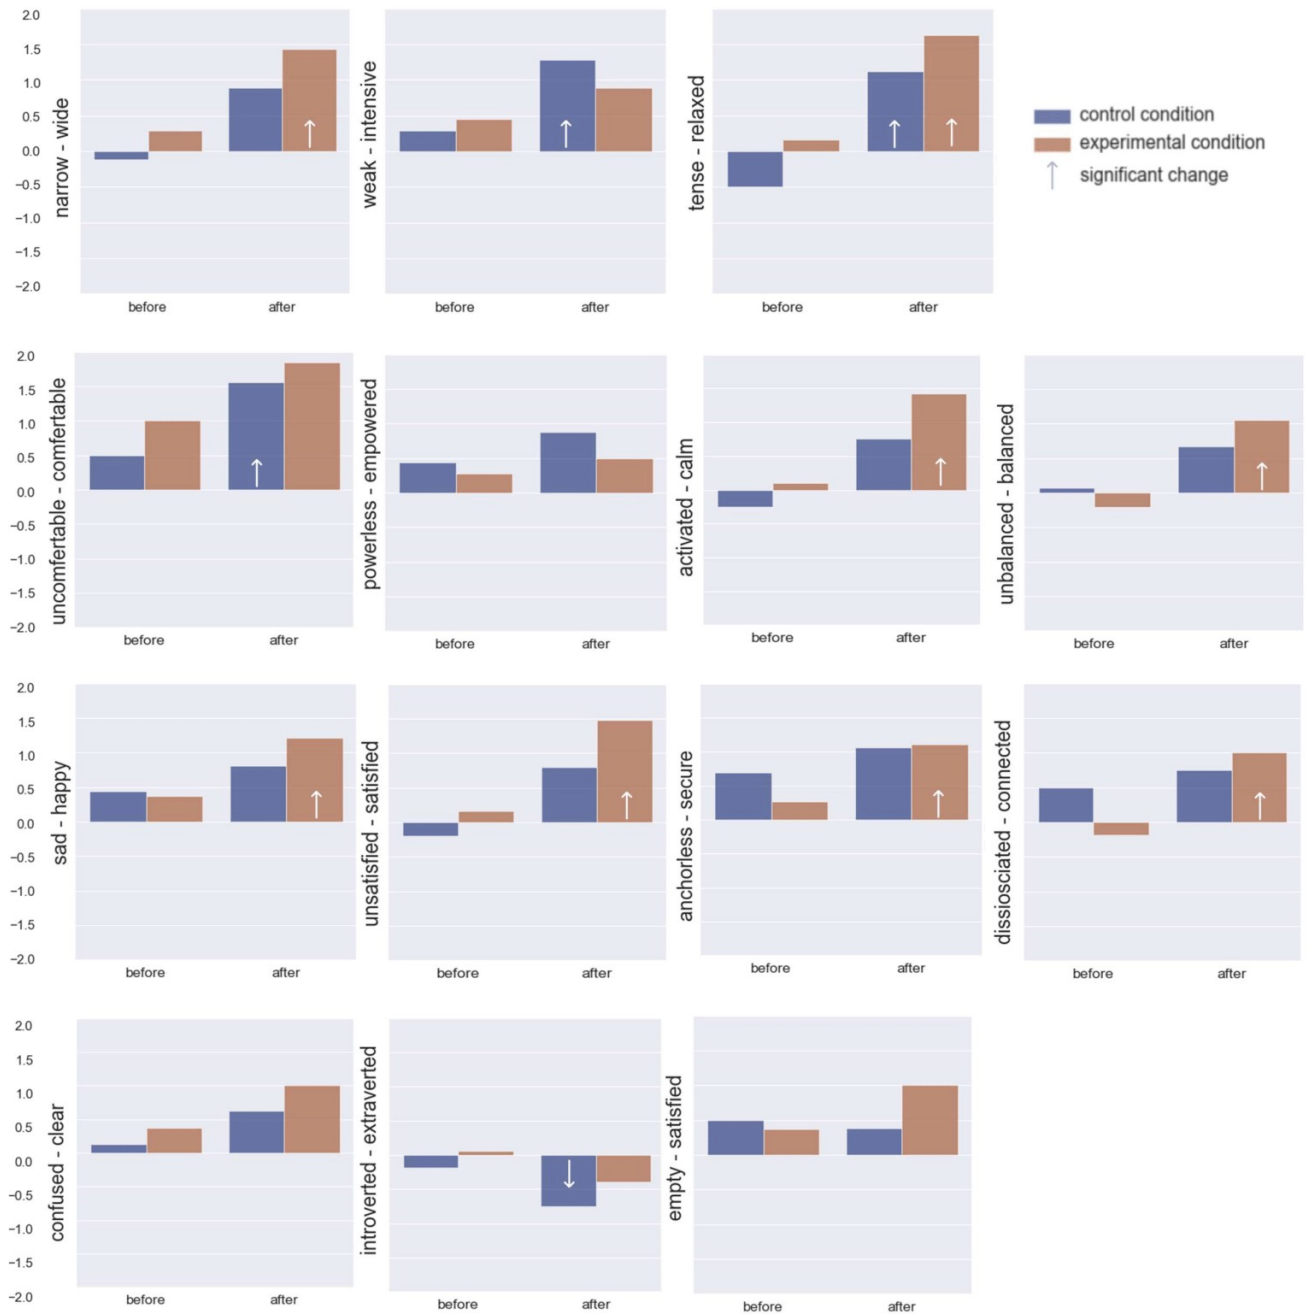 2.0
1.5
1.0
0.5
0.0
−0.5
−1.0
−1.5
−2.0
narrow - wide
before after
weak - intensive
before after
tense - relaxed
before after
control condition
experimental condition
↑ significant change
2.0
1.5
1.0
0.5
0.0
−0.5
−1.0
−1.5
−2.0
uncomfertable - comfertable
before after
powerless - empowered
before after
activated - calm
before after
unbalanced - balanced
before after
2.0
1.5
1.0
0.5
0.0
−0.5
−1.0
−1.5
−2.0
sad - happy
before after
unsatisfied - satisfied
before after
anchorless - secure
before after
dissiosciated - connected
before after
2.0
1.5
1.0
0.5
0.0
−0.5
−1.0
−1.5
−2.0
confused - clear
before after
introverted - extraverted
before after
empty - satisfied
before after